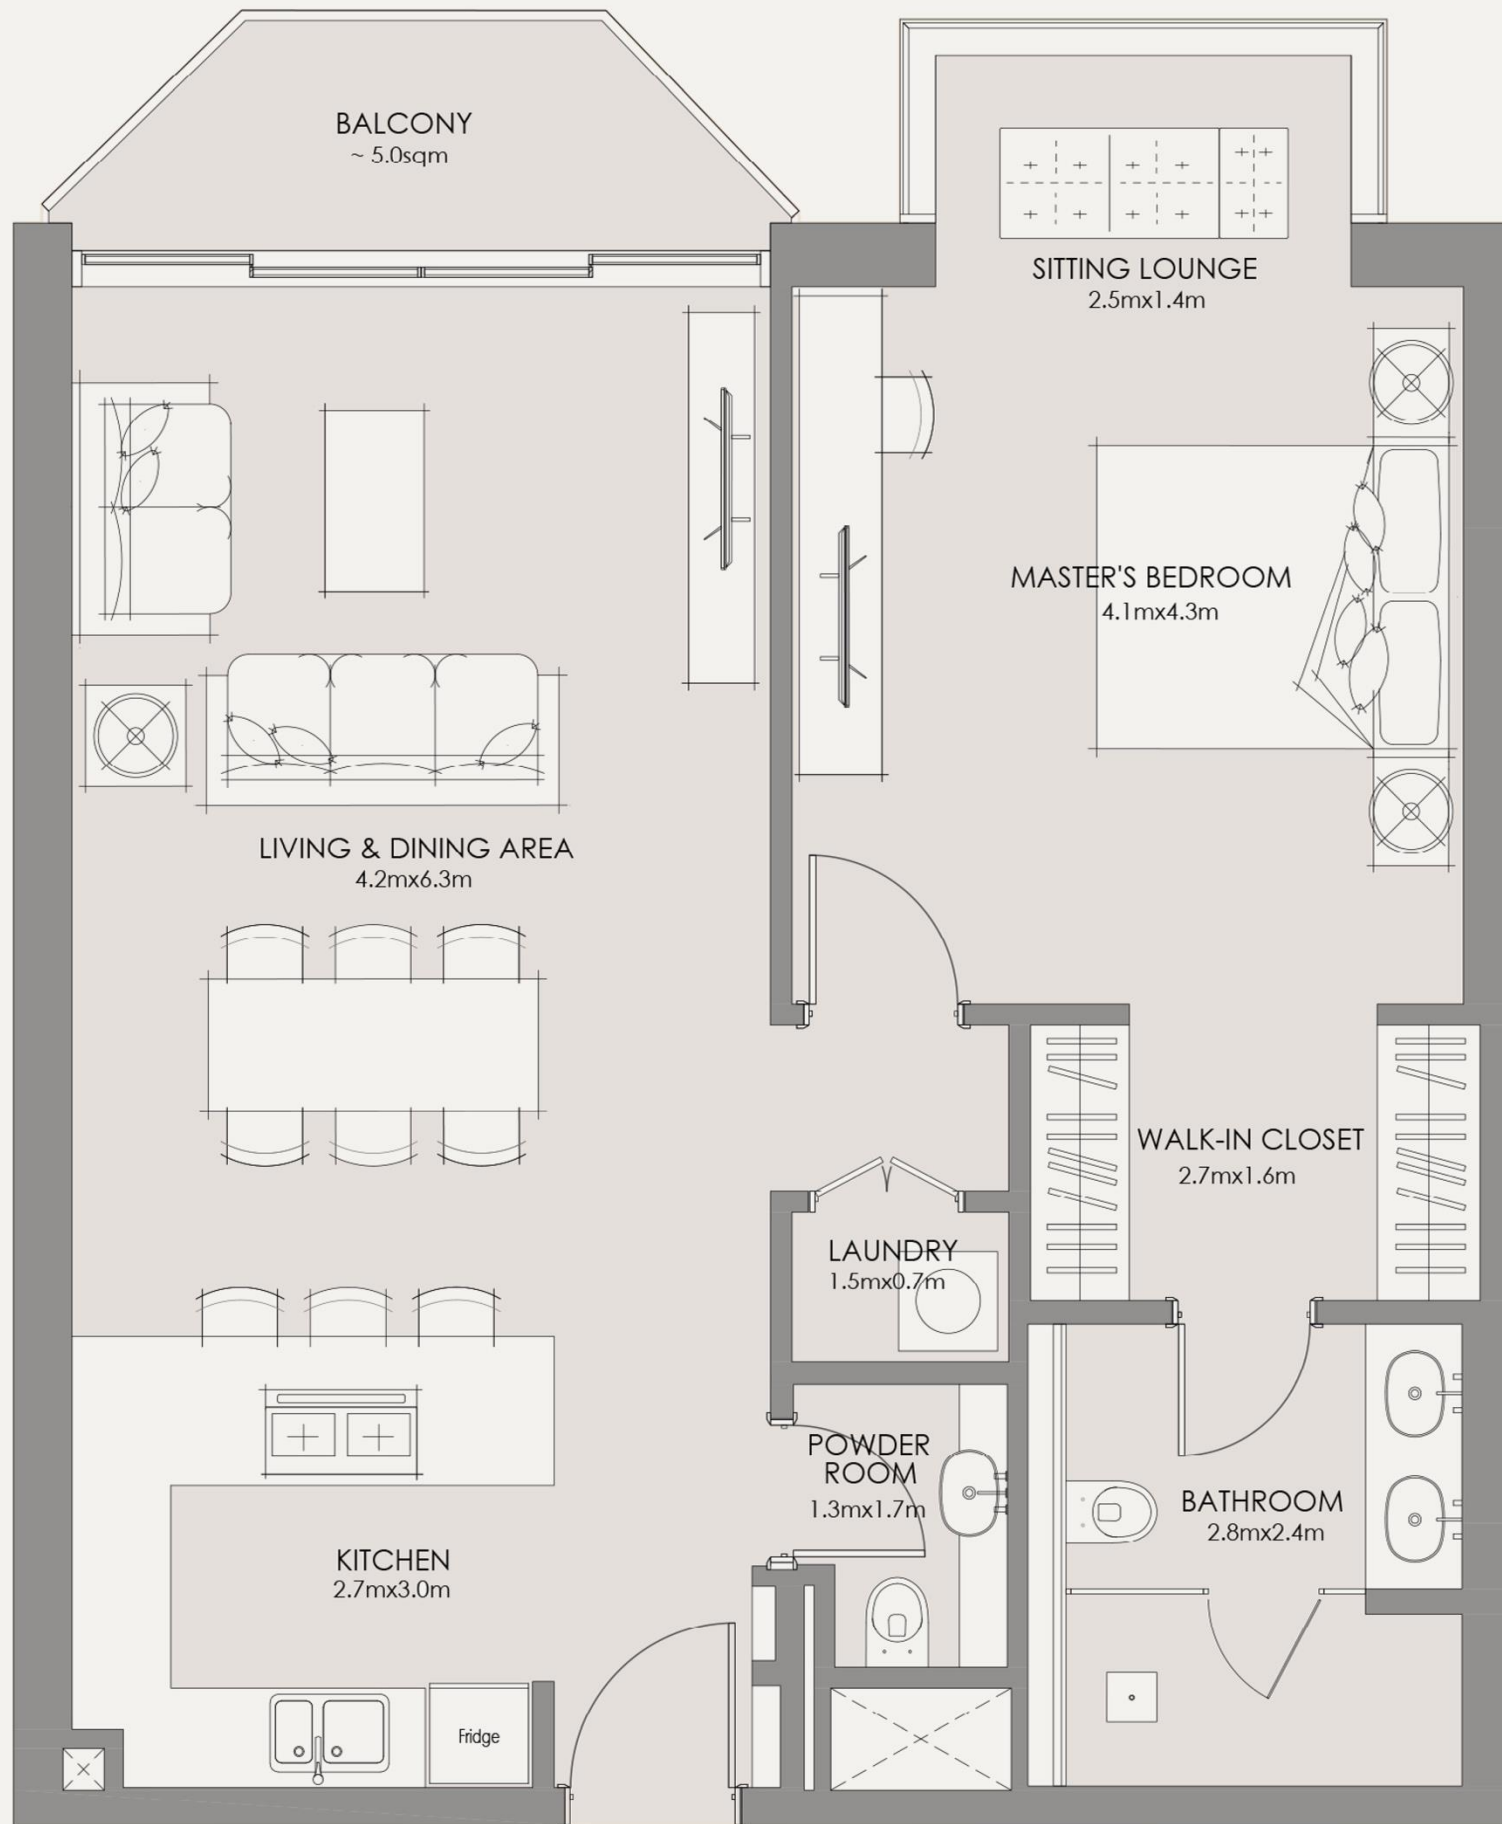 BALCONY
~ 5.0sqm
SITTING LOUNGE
2.5mx1.4m
MASTER'S BEDROOM
4.1mx4.3m
LIVING & DINING AREA
4.2mx6.3m
WALK-IN CLOSET
2.7mx1.6m
LAUNDRY
1.5mx0.7m
POWDER
ROOM
1.3mx1.7m
BATHROOM
2.8mx2.4m
KITCHEN
2.7mx3.0m
Fridge